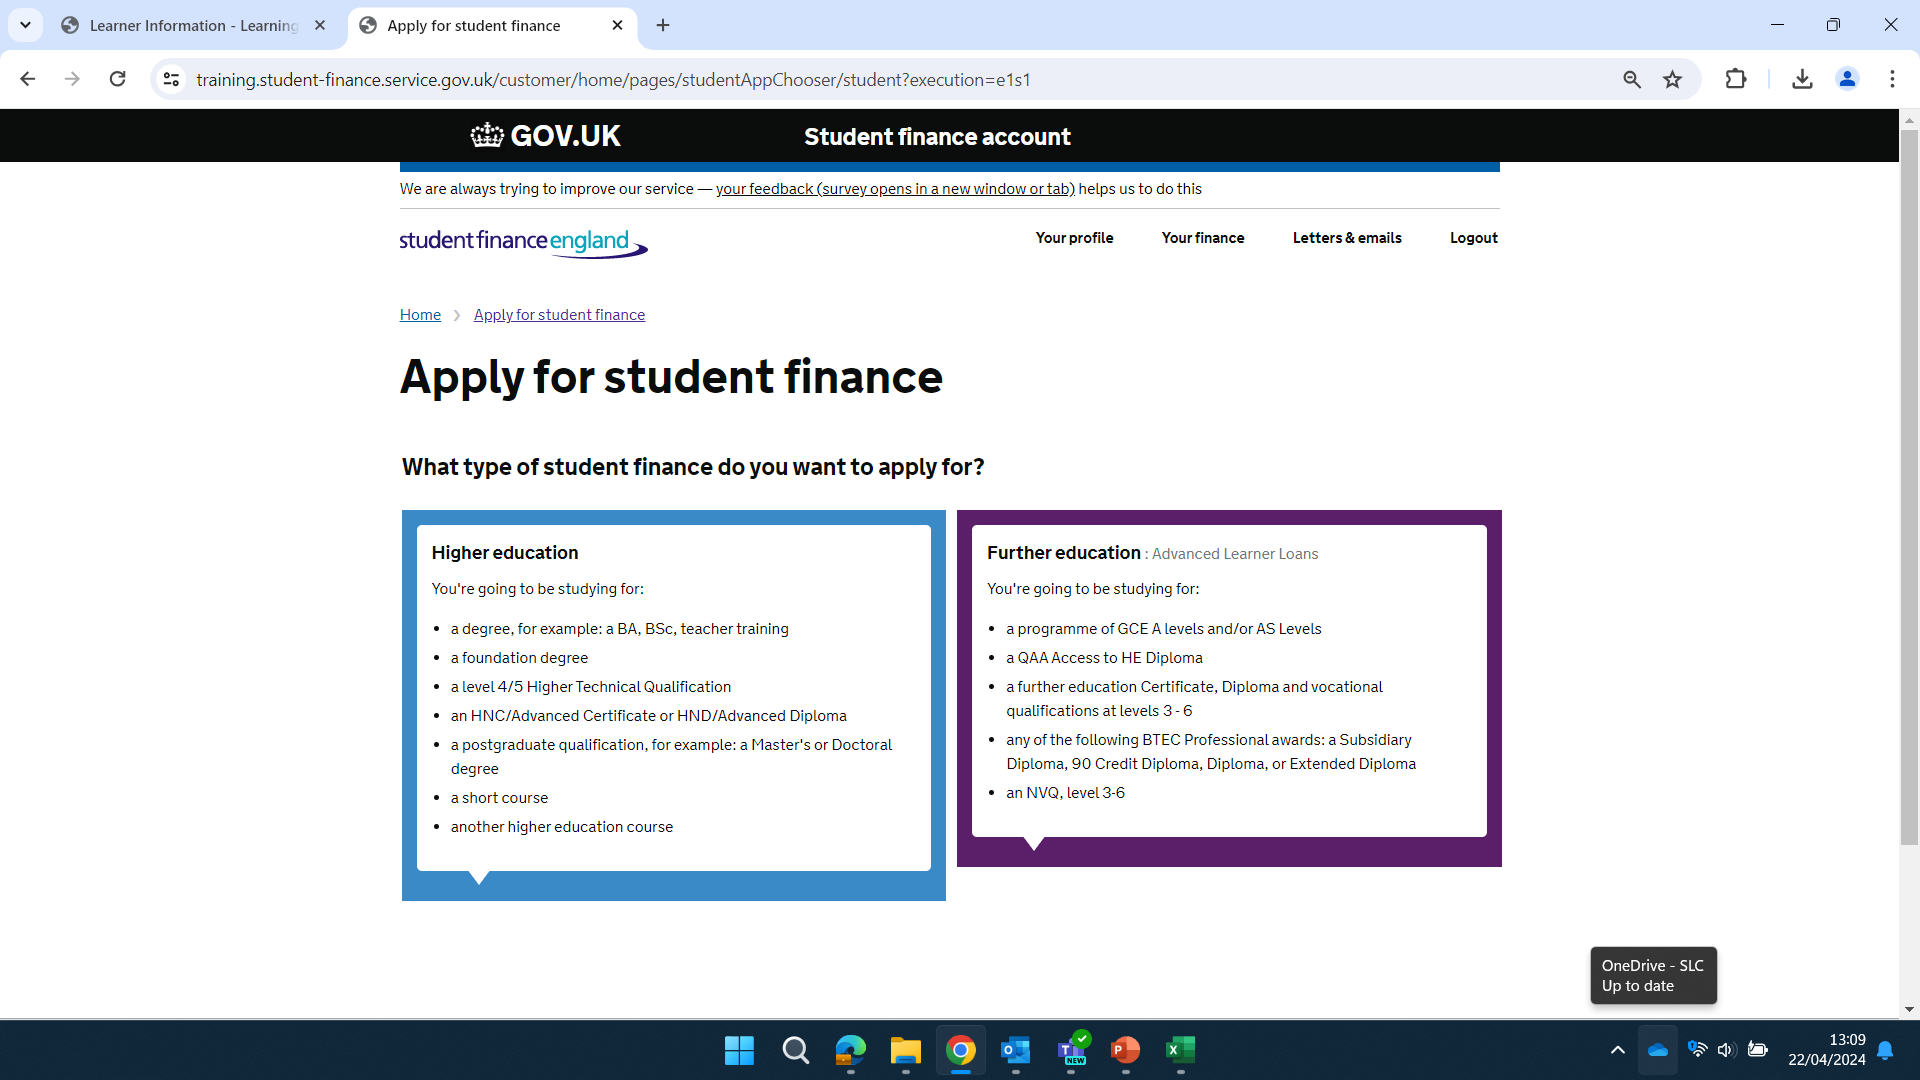 Learner Information - Learning
Apply for student finance
training.student-finance.service.gov.uk/customer/home/pages/studentAppChooser/student?execution=e1s1
GOV.UK
Student finance account
We are always trying to improve our service — your feedback (survey opens in a new window or tab) helps us to do this
student finance england
Your profile
Your finance
Letters & emails
Logout
Home
Apply for student finance
Apply for student finance
What type of student finance do you want to apply for?
Higher education
You're going to be studying for:
• a degree, for example: a BA, BSc, teacher training
• a foundation degree
• a level 4/5 Higher Technical Qualification
• an HNC/Advanced Certificate or HND/Advanced Diploma
• a postgraduate qualification, for example: a Master's or Doctoral
degree
• a short course
• another higher education course
Further education : Advanced Learner Loans
You're going to be studying for:
• a programme of GCE A levels and/or AS Levels
• a QAA Access to HE Diploma
• a further education Certificate, Diploma and vocational
qualifications at levels 3 - 6
• any of the following BTEC Professional awards: a Subsidiary
Diploma, 90 Credit Diploma, Diploma, or Extended Diploma
• an NVQ, level 3-6
OneDrive - SLC
Up to date
NEW
13:09
22/04/2024